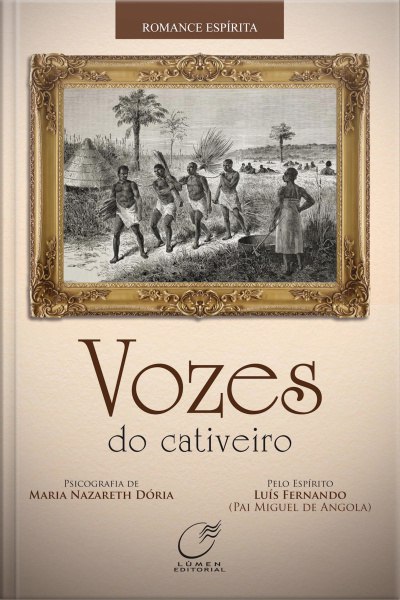 ROMANCE ESPÍRITA
Vozes
do cativeiro
PSICOGRAFIA DE
MARIA NAZARETH DÓRIA
PELO ESPÍRITO
LUÍS FERNANDO
(PAI MIGUEL DE ANGOLA)
LÚMEN
EDITORIAL